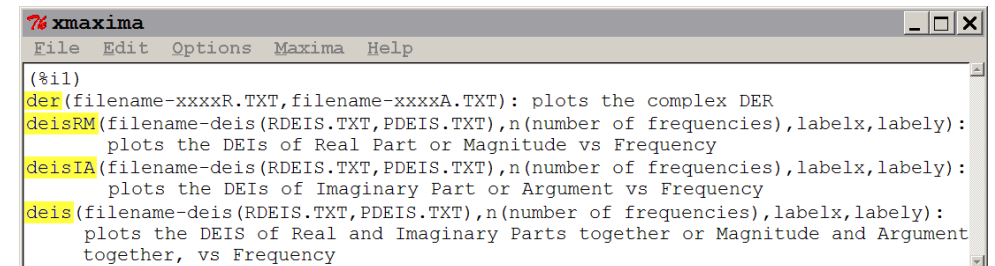 xmaxima
File Edit Options Maxima Help
(%i1)
der(filename-xxxxR.TXT,filename-xxxxA.TXT): plots the complex DER
deisRM(filename-deis(RDEIS.TXT,PDEIS.TXT),n(number of frequencies),labelx,labely):
plots the DEIs of Real Part or Magnitude vs Frequency
deisIA(filename-deis(RDEIS.TXT,PDEIS.TXT),n(number of frequencies),labelx,labely):
plots the DEIs of Imaginary Part or Argument vs Frequency
deis(filename-deis(RDEIS.TXT,PDEIS.TXT),n(number of frequencies),labelx,labely):
plots the DEIS of Real and Imaginary Parts together or Magnitude and Argument
together, vs Frequency